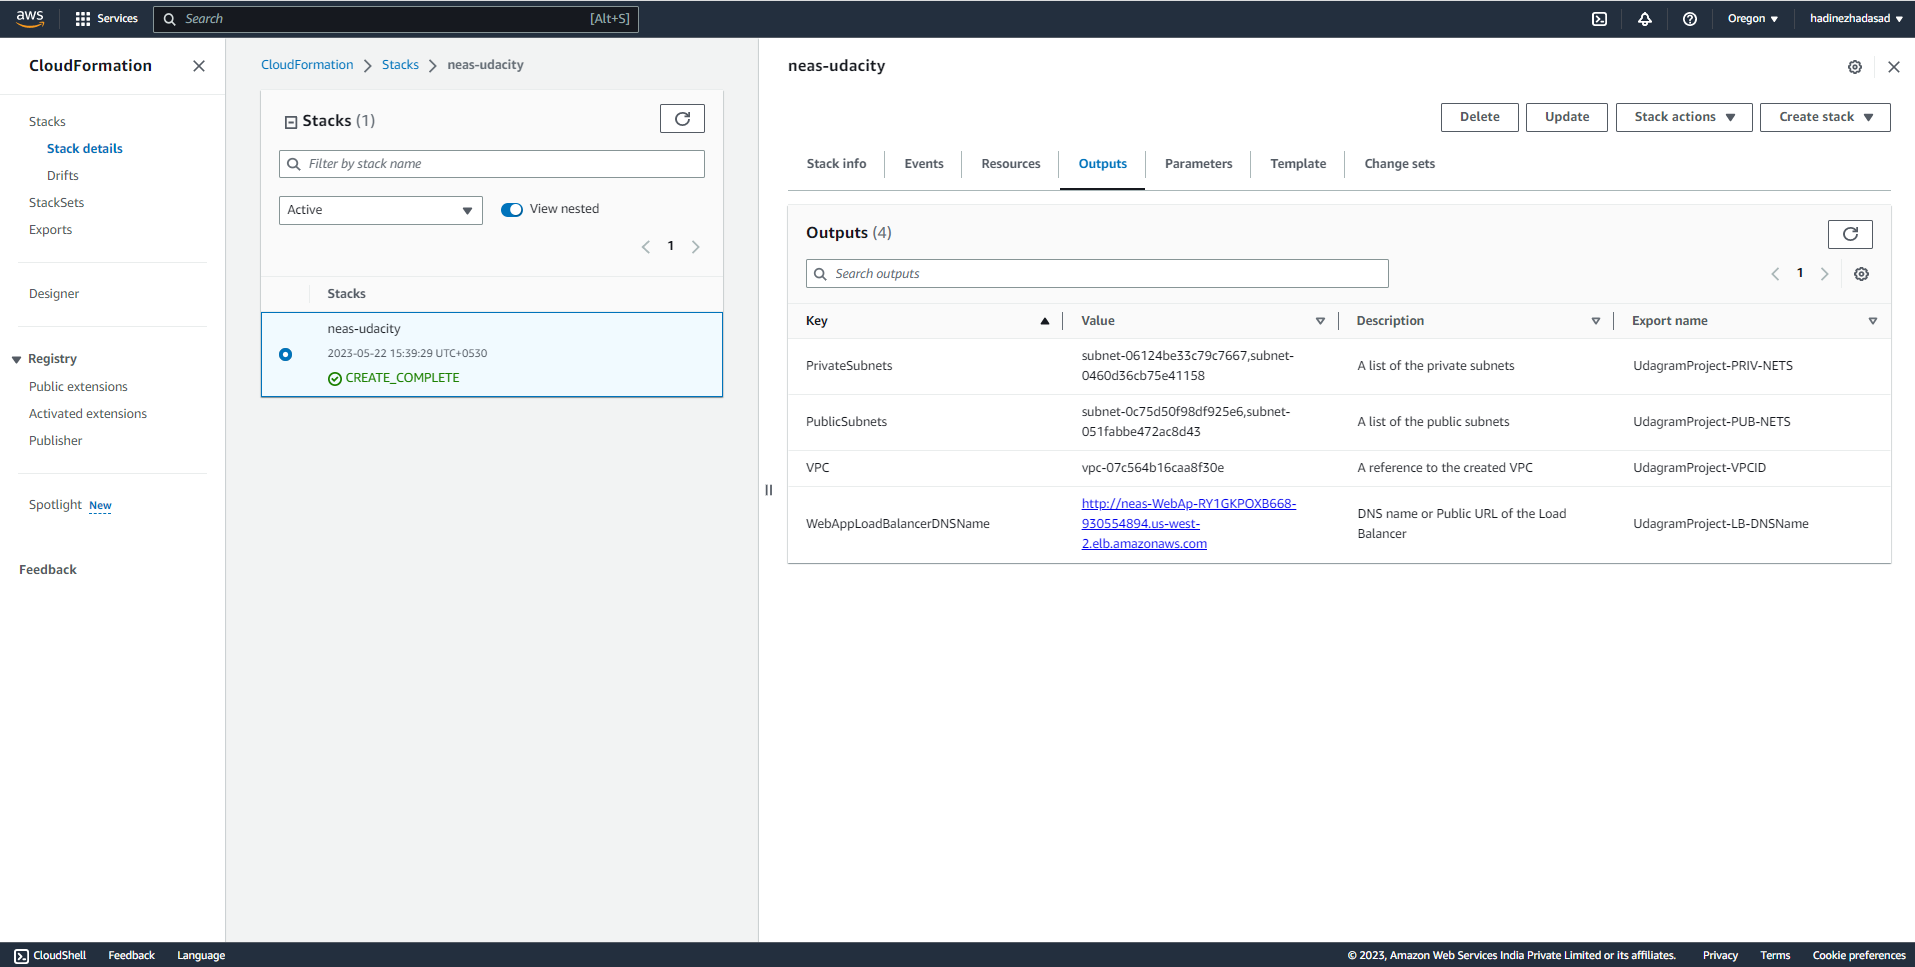 aws
Services
Search
[Alt+S]
Oregon
hadinezhadasad
CloudFormation
Stacks
Stack details
Drifts
StackSets
Exports
Designer
Registry
Public extensions
Activated extensions
Publisher
Spotlight New
Feedback
CloudFormation
Stacks
neas-udacity
Stacks (1)
Filter by stack name
Active
View nested
1
Stacks
neas-udacity
2023-05-22 15:39:29 UTC+0530
CREATE_COMPLETE
neas-udacity
Delete
Update
Stack actions
Create stack
Stack info
Events
Resources
Outputs
Parameters
Template
Change sets
Outputs (4)
Search outputs
1
Key
Value
Description
Export name
PrivateSubnets
subnet-06124be33c79c7667,subnet-
0460d36cb75e41158
A list of the private subnets
UdagramProject-PRIV-NETS
PublicSubnets
subnet-0c75d50f98df925e6,subnet-
051fabbe472ac8d43
A list of the public subnets
UdagramProject-PUB-NETS
VPC
vpc-07c564b16caa8f30e
A reference to the created VPC
UdagramProject-VPCID
WebAppLoadBalancerDNSName
http://neas-WebAp-RY1GKPOXB668-
930554894.us-west-
2.elb.amazonaws.com
DNS name or Public URL of the Load
Balancer
UdagramProject-LB-DNSName
CloudShell
Feedback
Language
© 2023, Amazon Web Services India Private Limited or its affiliates.
Privacy
Terms
Cookie preferences